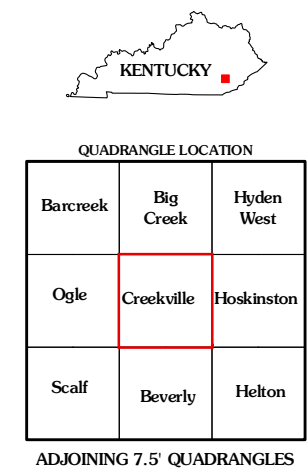 KENTUCKY
QUADRANGLE LOCATION
Barcreek
Big
Creek
Hyden
West
Ogle
Creekville
Hoskinston
Scalf
Beverly
Helton
ADJOINING 7.5' QUADRANGLES